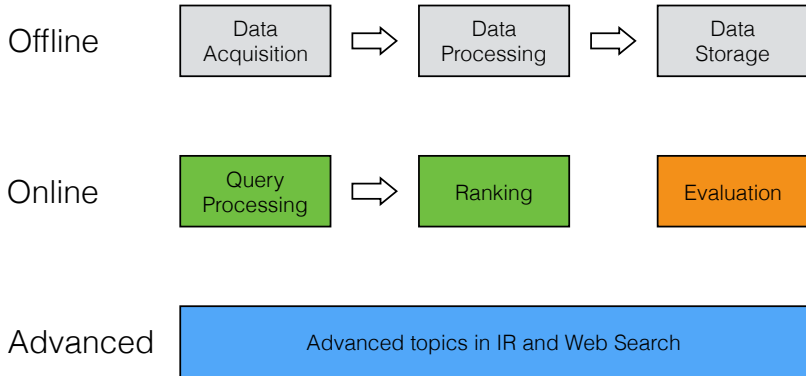 Offline
Data
Acquisition
Data
Processing
Data
Storage
Online
Query
Processing
Ranking
Evaluation
Advanced
Advanced topics in IR and Web Search